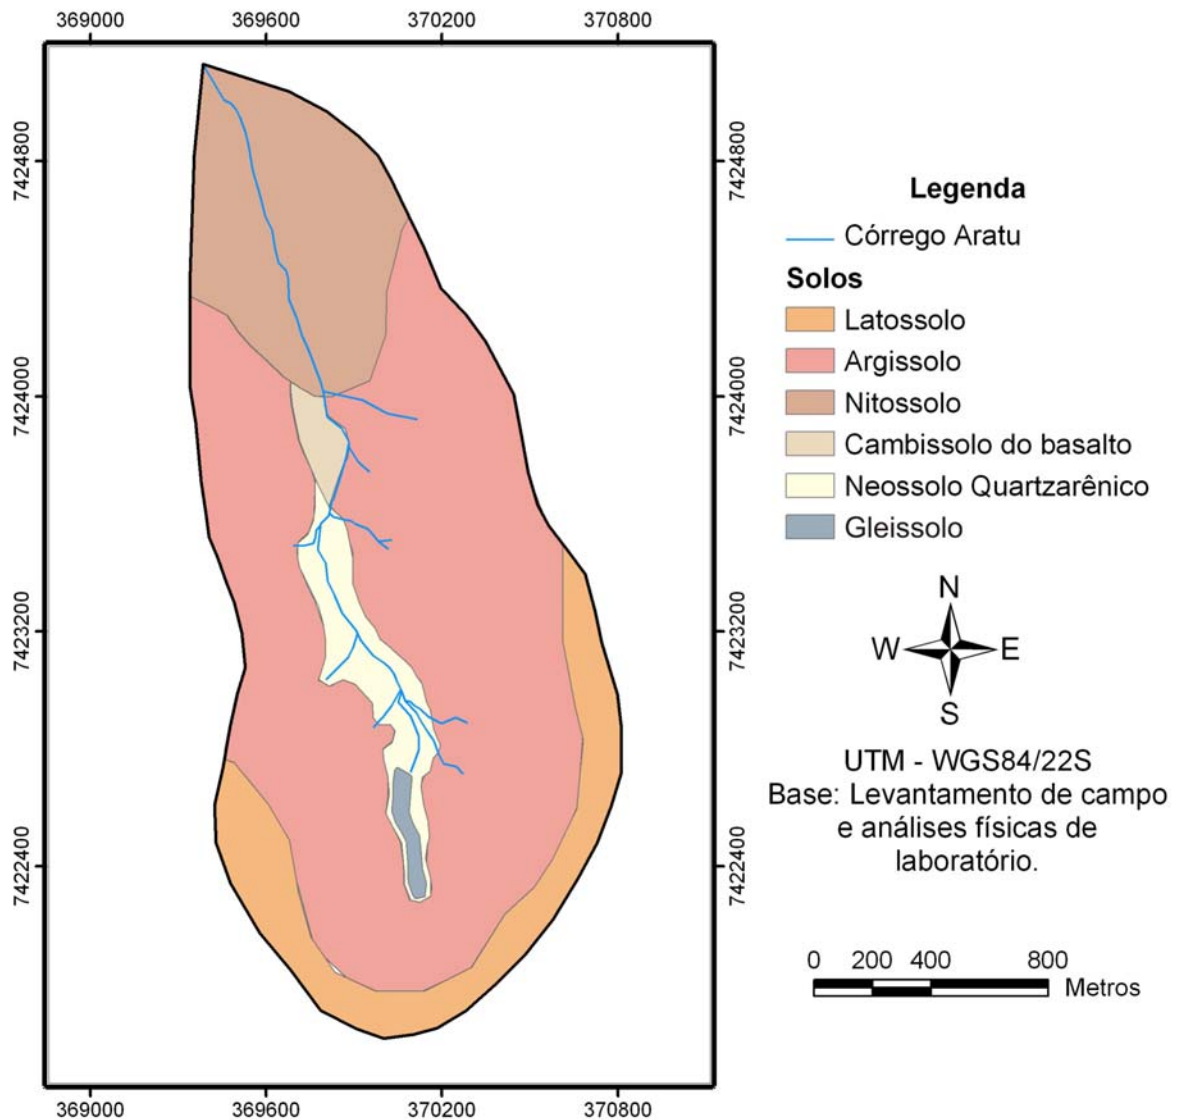 369000 369600 370200 370800
7424800
7424000
7423200
7422400
7424800
7424000
7423200
7422400
369000 369600 370200 370800
Legenda
Córrego Aratu
Solos
Latossolo
Argissolo
Nitossolo
Cambissolo do basalto
Neossolo Quartzarênico
Gleissolo
N
W E
S
UTM - WGS84/22S
Base: Levantamento de campo
e análises físicas de
laboratório.
0 200 400 800
Metros